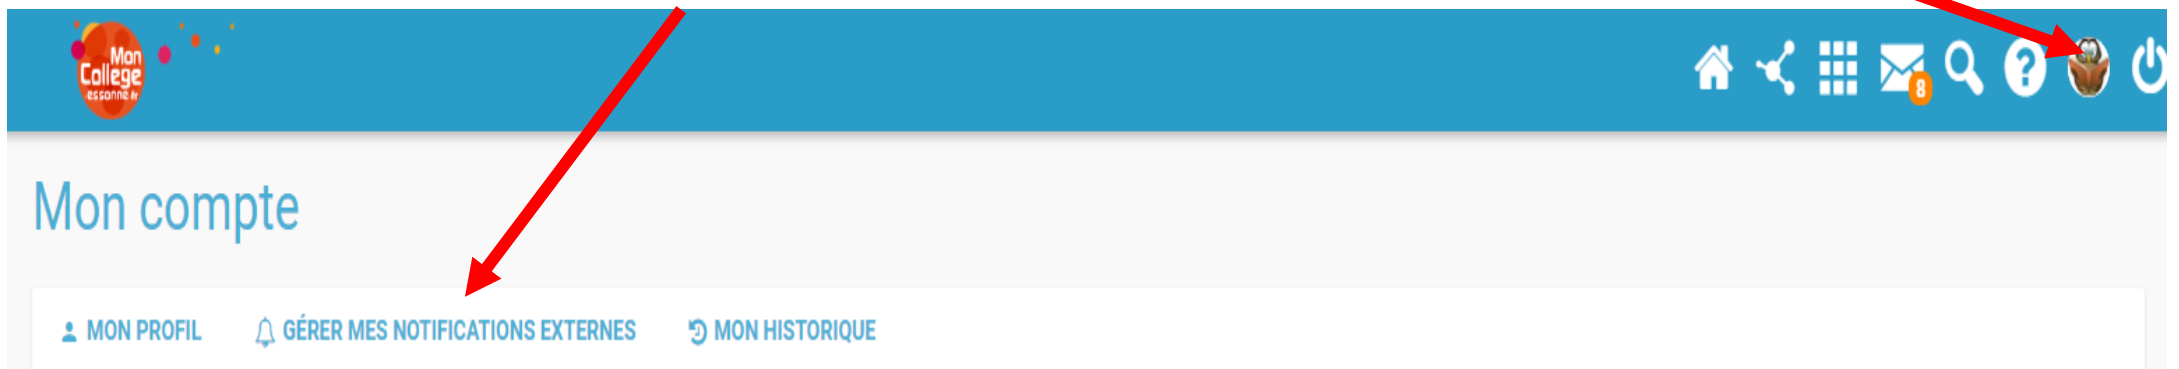 Mon
Collège
essonne.fr
8
?
Mon compte
MON PROFIL GÉRER MES NOTIFICATIONS EXTERNES MON HISTORIQUE